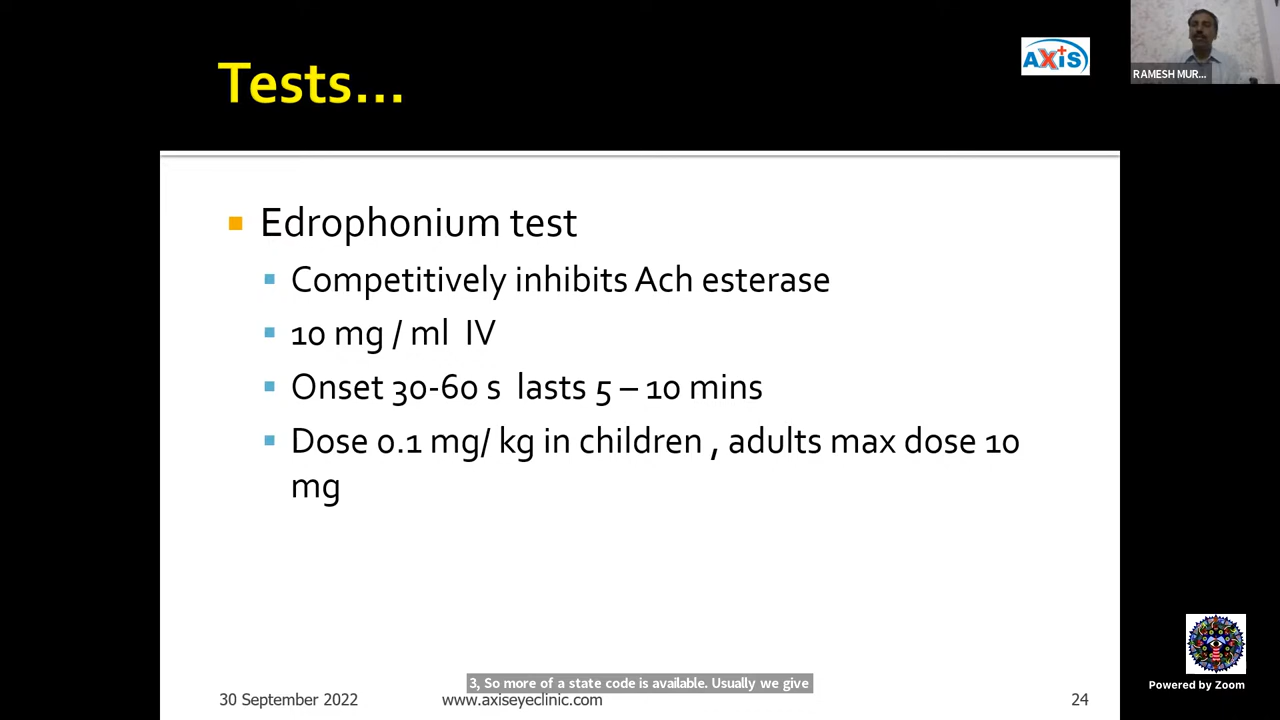 Tests...
AXiS
RAMESH MUR...
Edrophonium test
Competitively inhibits Ach esterase
10 mg / ml IV
Onset 30-60 s lasts 5 – 10 mins
Dose 0.1 mg/ kg in children , adults max dose 10
mg
3, So more of a state code is available. Usually we give
30 September 2022
www.axiseyeclinic.com
24
Powered by Zoom